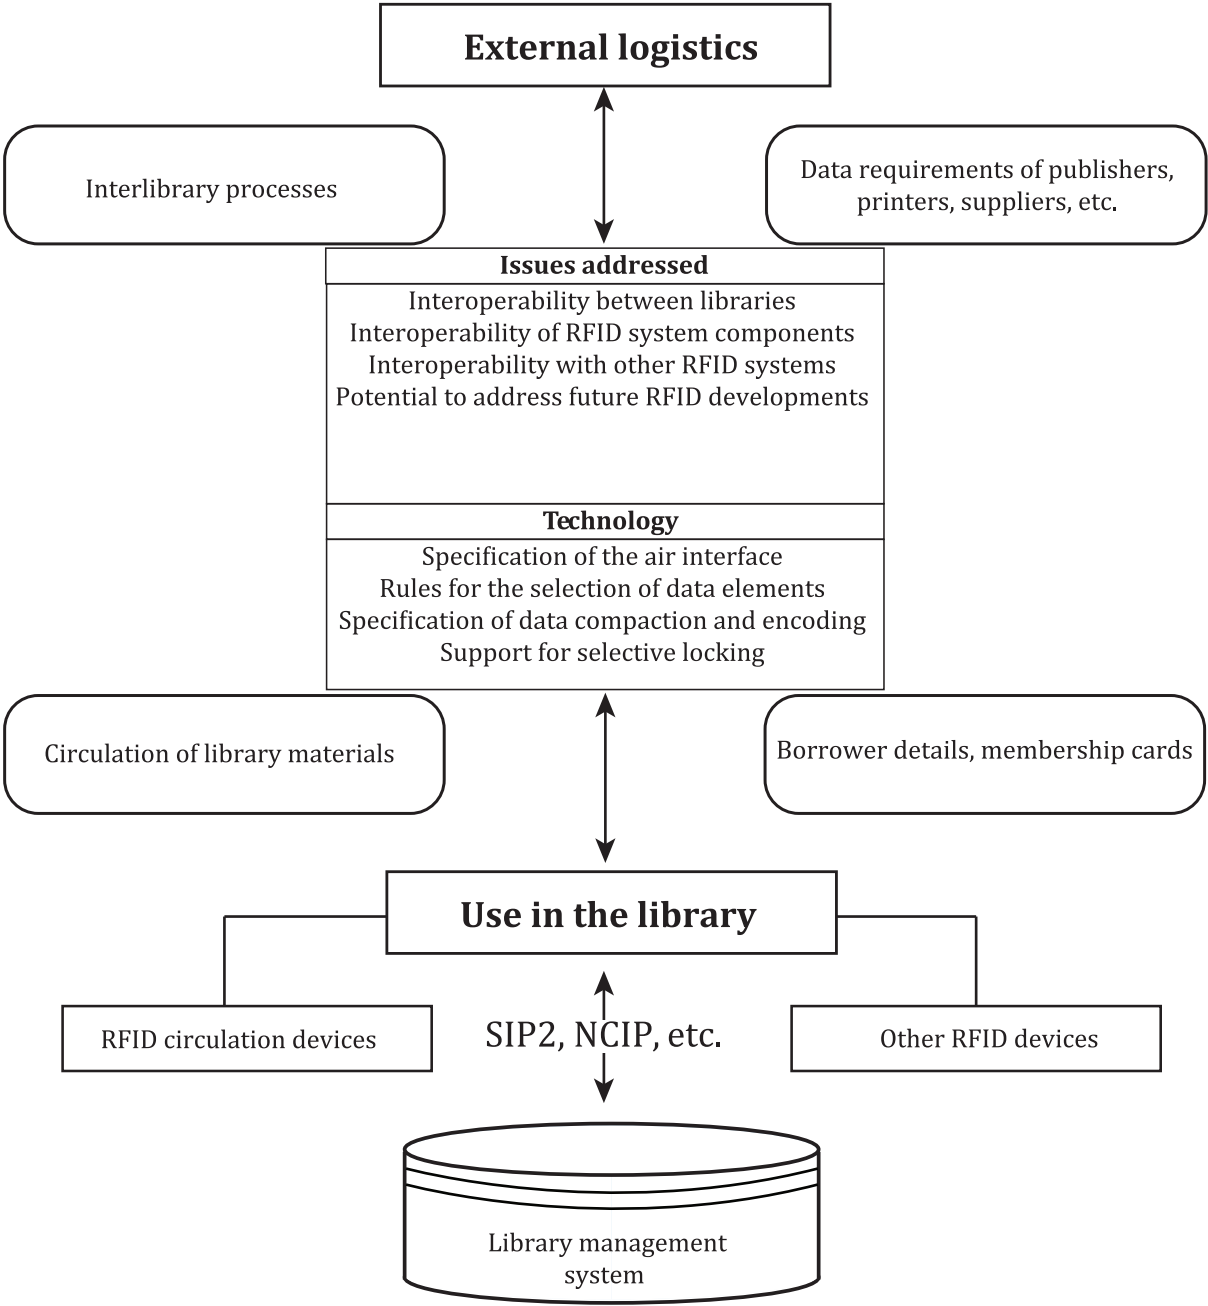 External logistics
Interlibrary processes
Data requirements of publishers,
printers, suppliers, etc.
Issues addressed
Interoperability between libraries
Interoperability of RFID system components
Interoperability with other RFID systems
Potential to address future RFID developments
Technology
Specification of the air interface
Rules for the selection of data elements
Specification of data compaction and encoding
Support for selective locking
Circulation of library materials
Borrower details, membership cards
Use in the library
RFID circulation devices
SIP2, NCIP, etc.
Other RFID devices
Library management
system